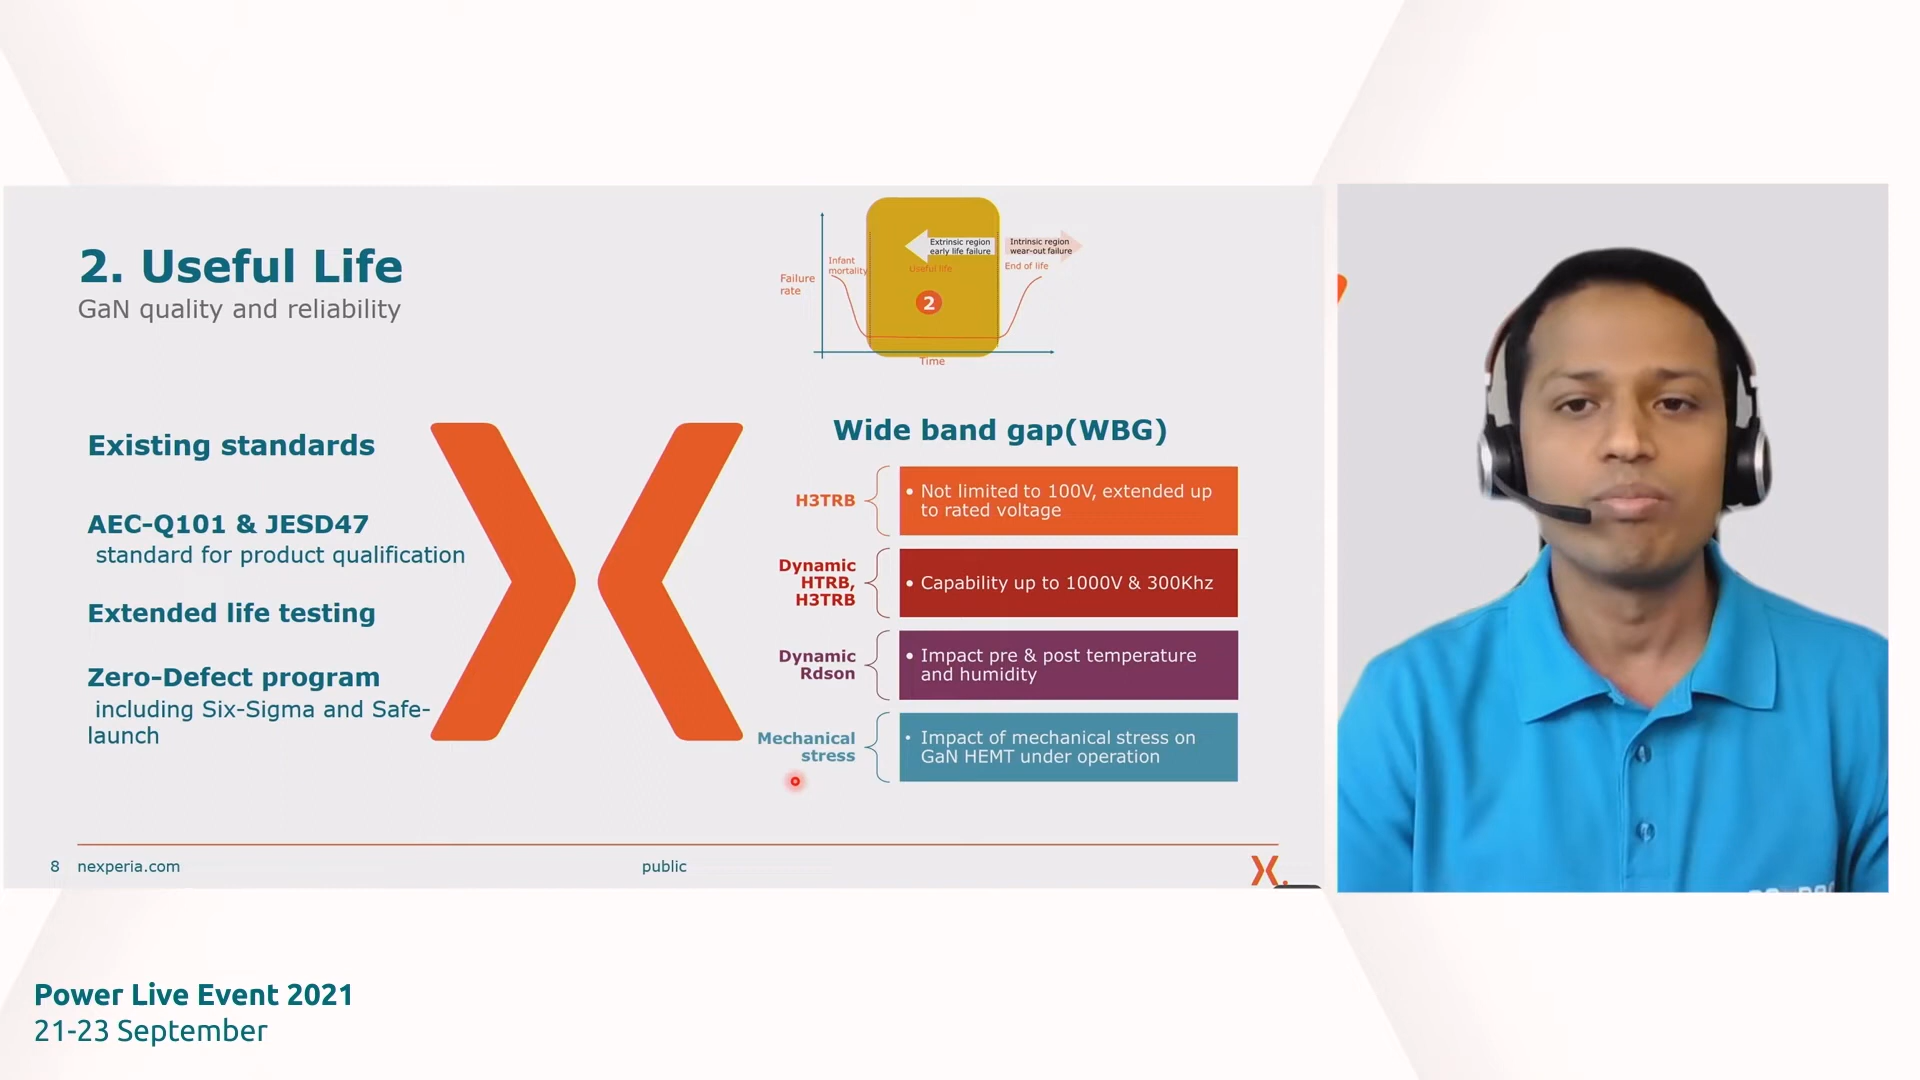 2. Useful Life
GaN quality and reliability
Failure
rate
Infant
mortality
Extrinsic region
early life failure
Useful life
2
Intrinsic region
wear-out failure
End of life
Time
Existing standards
AEC-Q101 & JESD47
standard for product qualification
Extended life testing
Zero-Defect program
including Six-Sigma and Safe-
launch
Wide band gap(WBG)
H3TRB
• Not limited to 100V, extended up
to rated voltage
Dynamic
HTRB,
H3TRB
• Capability up to 1000V & 300Khz
Dynamic
Rdson
• Impact pre & post temperature
and humidity
Mechanical
stress
• Impact of mechanical stress on
GaN HEMT under operation
8 nexperia.com
public
Power Live Event 2021
21-23 September